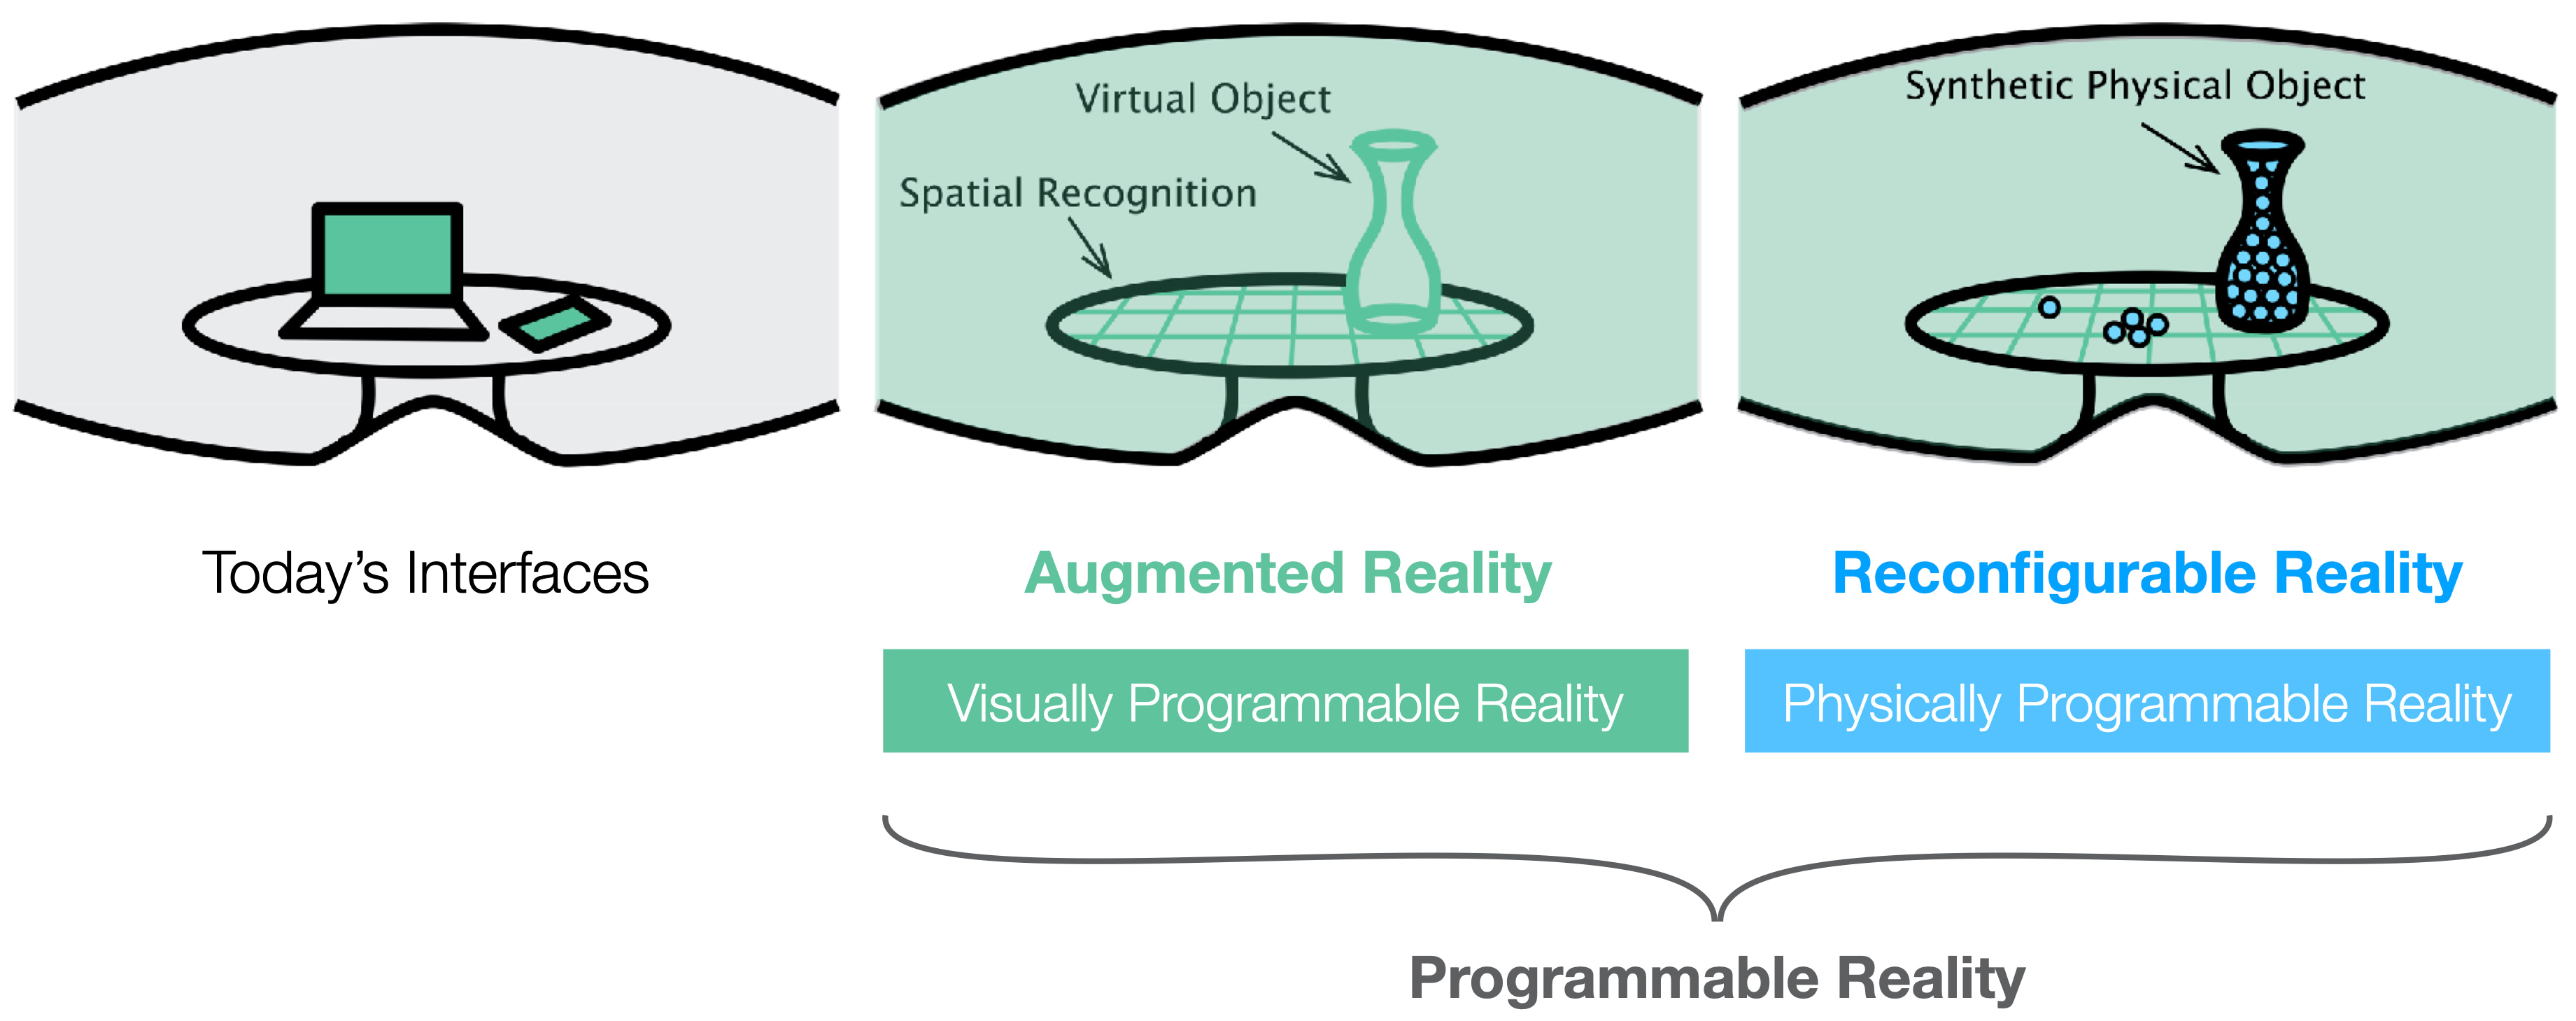 Virtual Object
Spatial Recognition
Synthetic Physical Object
Today’s Interfaces
Augmented Reality
Reconfigurable Reality
Visually Programmable Reality
Physically Programmable Reality
Programmable Reality